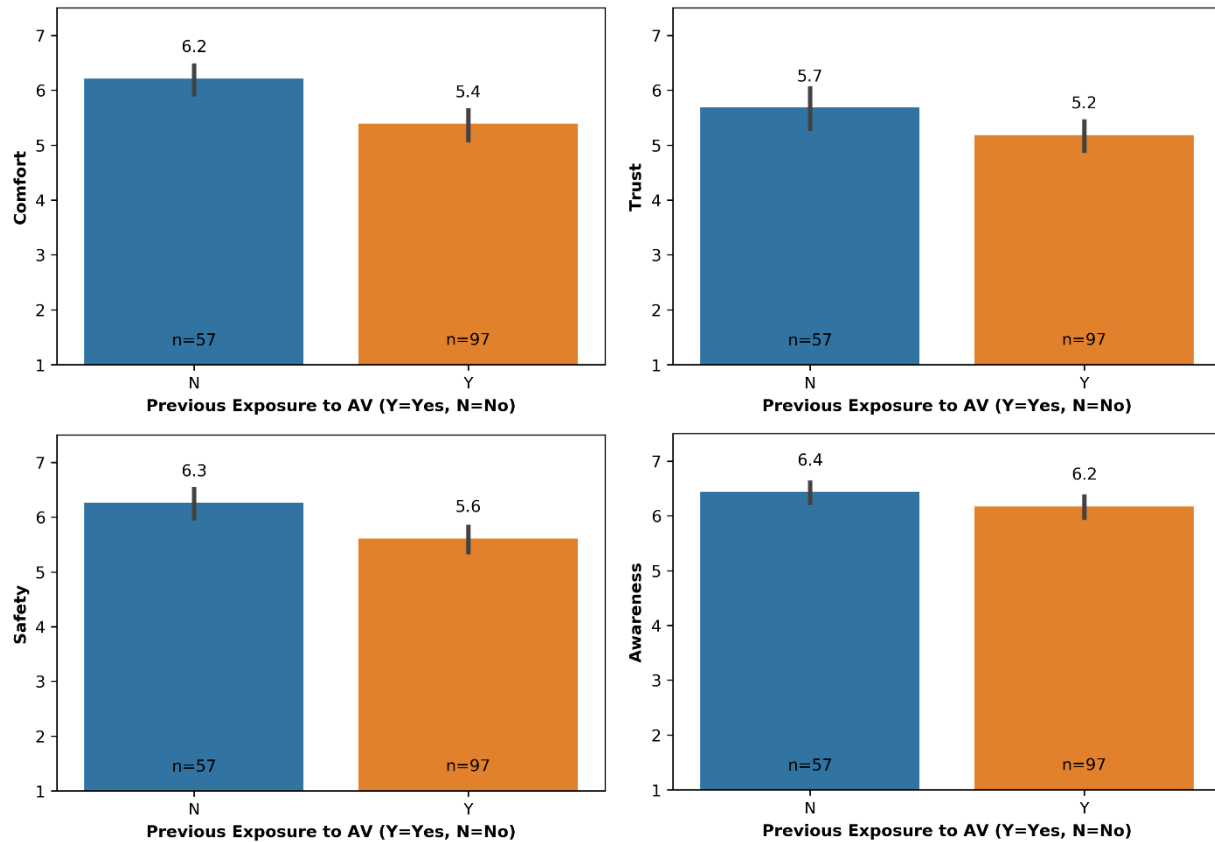 7
6
5
4
3
2
1
Comfort
6.2
5.4
n=57
n=97
N
Y
Previous Exposure to AV (Y=Yes, N=No)
7
6
5
4
3
2
1
Trust
5.7
5.2
n=57
n=97
N
Y
Previous Exposure to AV (Y=Yes, N=No)
7
6
5
4
3
2
1
Safety
6.3
5.6
n=57
n=97
N
Y
Previous Exposure to AV (Y=Yes, N=No)
7
6
5
4
3
2
1
Awareness
6.4
6.2
n=57
n=97
N
Y
Previous Exposure to AV (Y=Yes, N=No)